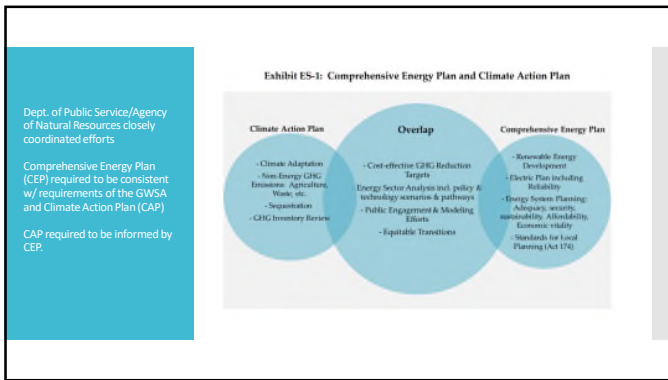 Dept. of Public Service/Agency
of Natural Resources closely
coordinated efforts
Comprehensive Energy Plan
(CEP) required to be consistent
w/ requirements of the GWSA
and Climate Action Plan (CAP)
CAP required to be informed by
CEP.
Exhibit ES-1: Comprehensive Energy Plan and Climate Action Plan
Climate Action Plan
- Climate Adaptation
- Non-Energy GHG
Emissions: Agriculture,
Waste, etc.
- Sequestration
- GHG Inventory Review
Overlap
- Cost-effective GHG Reduction
Targets
Energy Sector Analysis incl. policy &
technology scenarios & pathways
- Public Engagement & Modeling
Efforts
- Equitable Transitions
Comprehensive Energy Plan
- Renewable Energy
Development
- Electric Plan including
Reliability
- Energy System Planning:
Adequacy, security,
sustainability, Affordability,
Economic vitality
- Standards for Local
Planning (Act 174)